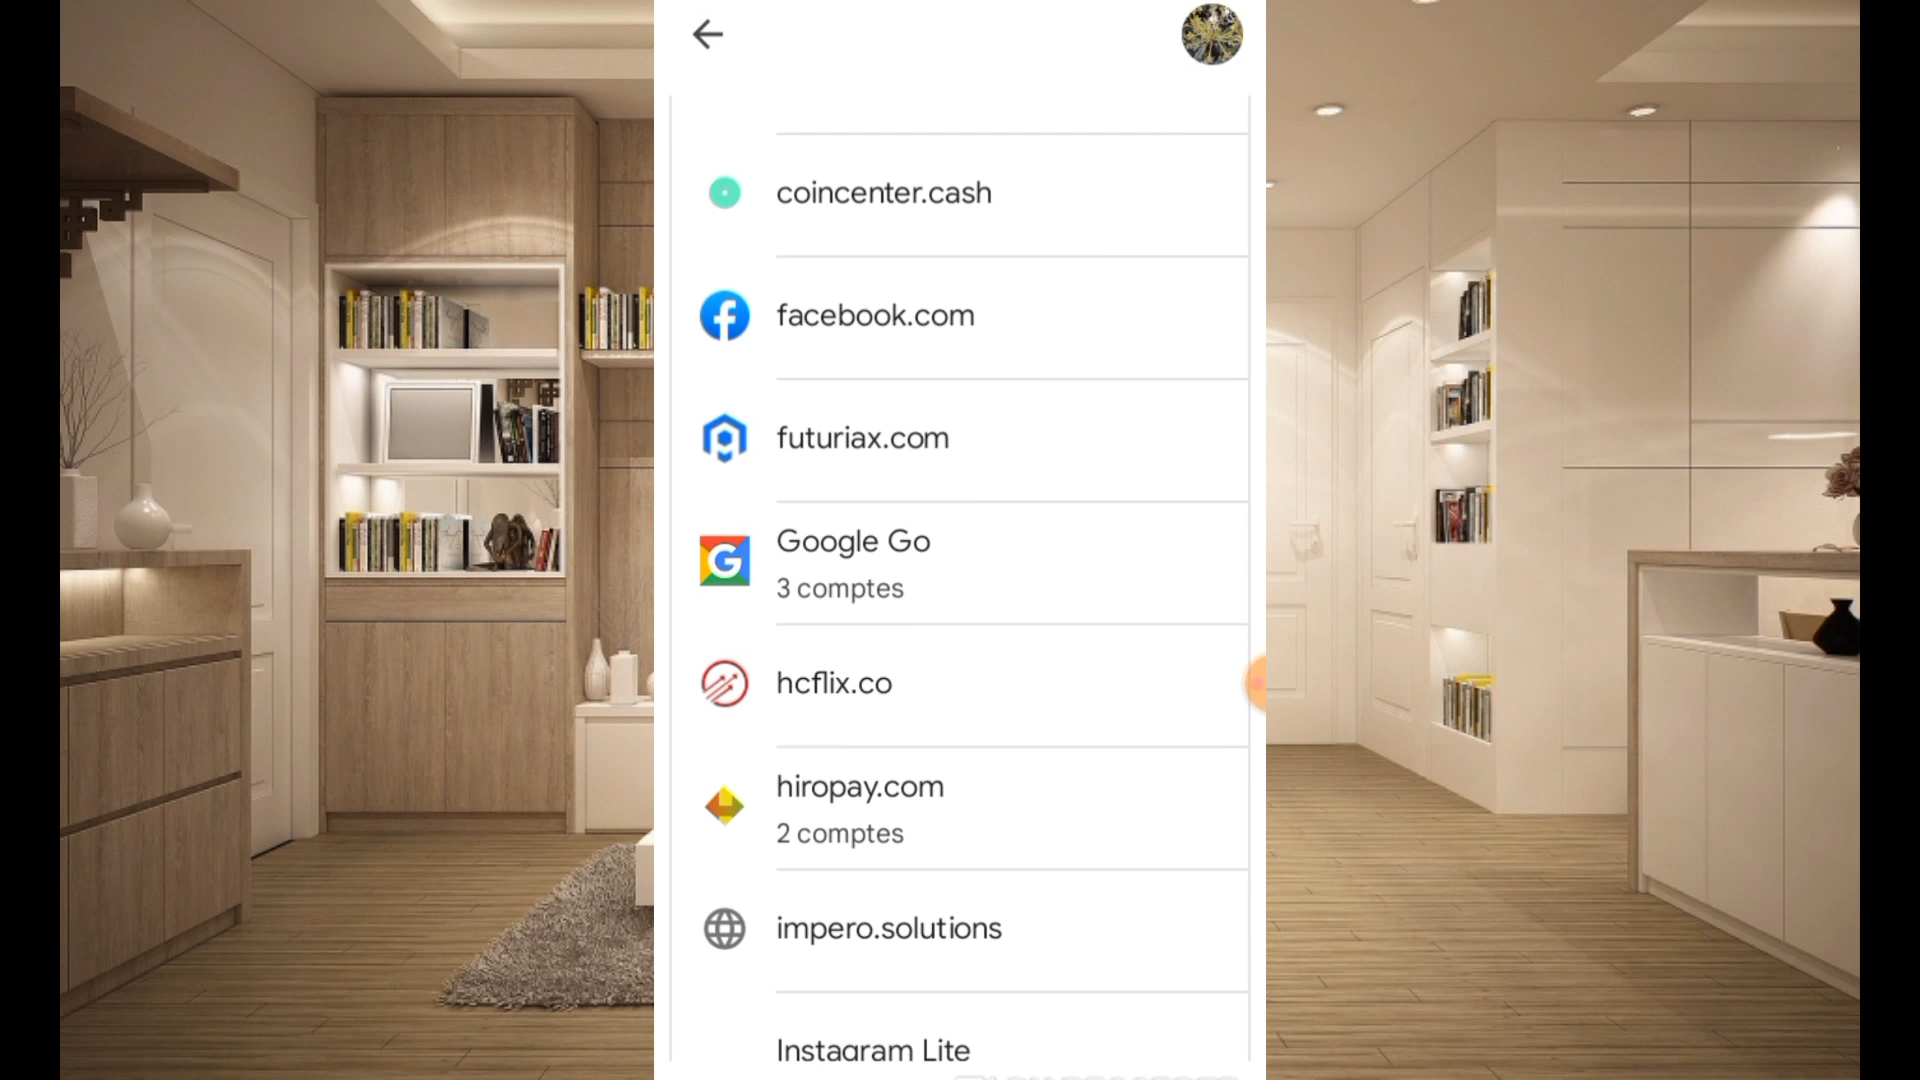 coincenter.cash
facebook.com
futuriax.com
Google Go
3 comptes
hcflix.co
hiropay.com
2 comptes
impero.solutions
Instagram Lite